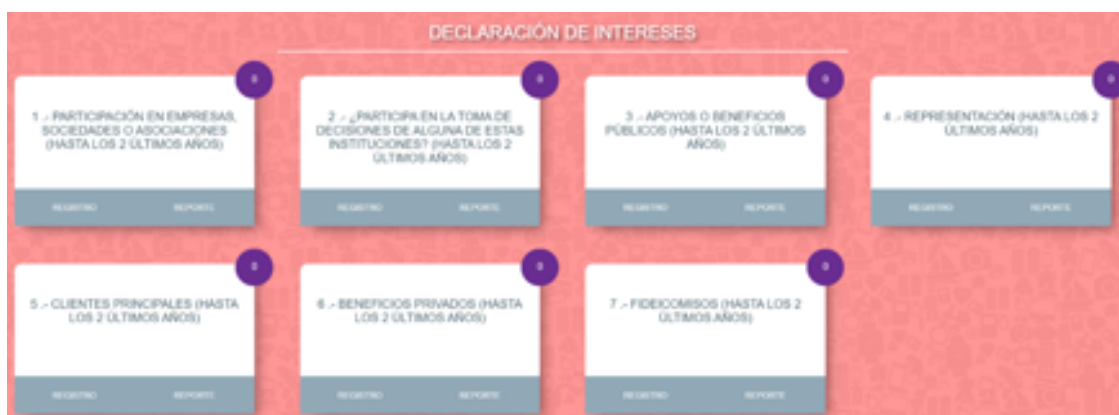 DECLARACIÓN DE INTERESES
0
1 .- PARTICIPACIÓN EN EMPRESAS,
SOCIEDADES O ASOCIACIONES
(HASTA LOS 2 ÚLTIMOS AÑOS)
REGISTRO REPORTE
0
2 .- ¿PARTICIPA EN LA TOMA DE
DECISIONES DE ALGUNA DE ESTAS
INSTITUCIONES? (HASTA LOS 2
ÚLTIMOS AÑOS)
REGISTRO REPORTE
0
3 .- APOYOS O BENEFICIOS
PÚBLICOS (HASTA LOS 2 ÚLTIMOS
AÑOS)
REGISTRO REPORTE
0
4 .- REPRESENTACIÓN (HASTA LOS 2
ÚLTIMOS AÑOS)
REGISTRO REPORTE
0
5 .- CLIENTES PRINCIPALES (HASTA
LOS 2 ÚLTIMOS AÑOS)
REGISTRO REPORTE
0
6 .- BENEFICIOS PRIVADOS (HASTA
LOS 2 ÚLTIMOS AÑOS)
REGISTRO REPORTE
0
7 .- FIDEICOMISOS (HASTA LOS 2
ÚLTIMOS AÑOS)
REGISTRO REPORTE